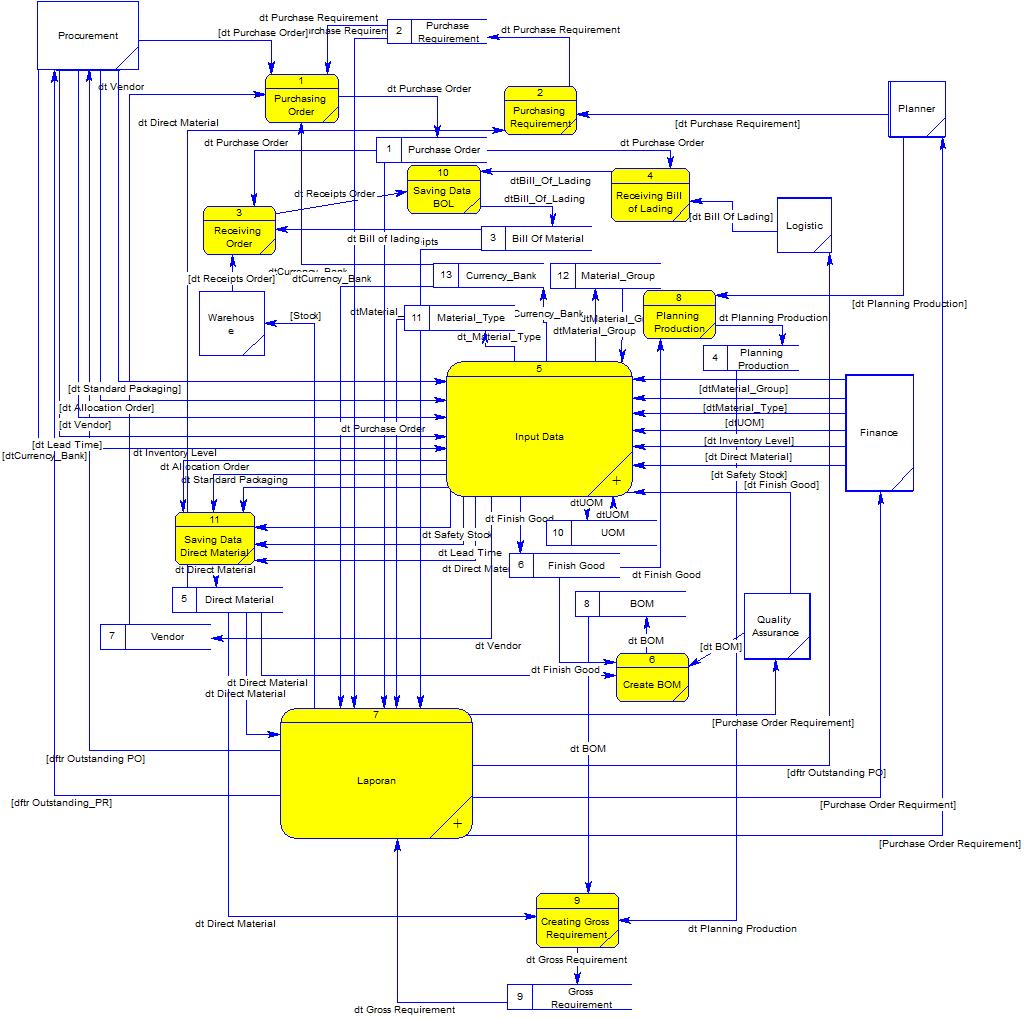 dt Purchase Requirement
2
Purchase
Requirement
Procurement
[dt Purchase Order]
dt Purchase Requirement
1
Purchasing
Order
dt Vendor
dt Purchase Order
2
Purchasing
Requirement
Planner
dt Direct Material
[dt Purchase Requirement]
dt Purchase Order
1
Purchase Order
dt Purchase Order
10
Saving Data
BOL
dtBill_Of_Lading
4
Receiving Bill
of Lading
dt Receipts Order
dtBill_Of_Lading
3
Receiving
Order
[dt Bill Of Lading]
Logistic
dt Bill of lading
3
Bill Of Material
dtCurrency_Bank
[dt Receipts Order]
dtCurrency_Bank
13
Currency_Bank
12
Material_Group
8
Planning
Production
[dt Planning Production]
Warehous
e
[Stock]
11
Material_Type
Currency_Bank
dt Planning Production
dt_Material_Type
dtMaterial_Group
4
Planning
Production
5
Input Data
+
[dt Standard Packaging]
[dt Allocation Order]
[dt Vendor]
dt Purchase Order
[dt Lead Time]
[dtCurrency_Bank]
[dtMaterial_Group]
[dtMaterial_Type]
[dtUOM]
[dt Inventory Level]
[dt Direct Material]
[dt Safety Stock]
[dt Finish Good]
Finance
dt Inventory Level
dt Allocation Order
dt Standard Packaging
11
Saving Data
Direct Material
dt Finish Good
dtUOM
dtUOM
dt Safety Stock
10
UOM
dt Lead Time
6
Finish Good
dt Direct Material
dt Finish Good
dt Direct Material
5
Direct Material
8
BOM
Quality
Assurance
7
Vendor
dt Vendor
dt BOM
[dt BOM]
6
Create BOM
dt Finish Good
dt Direct Material
dt Direct Material
7
Laporan
+
[Purchase Order Requirement]
dt BOM
[dftr Outstanding PO]
[dftr Outstanding PO]
[dftr Outstanding_PR]
[Purchase Order Requirment]
[Purchase Order Requirement]
9
Creating Gross
Requirement
dt Direct Material
dt Planning Production
dt Gross Requirement
9
Gross
Requirement
dt Gross Requirement